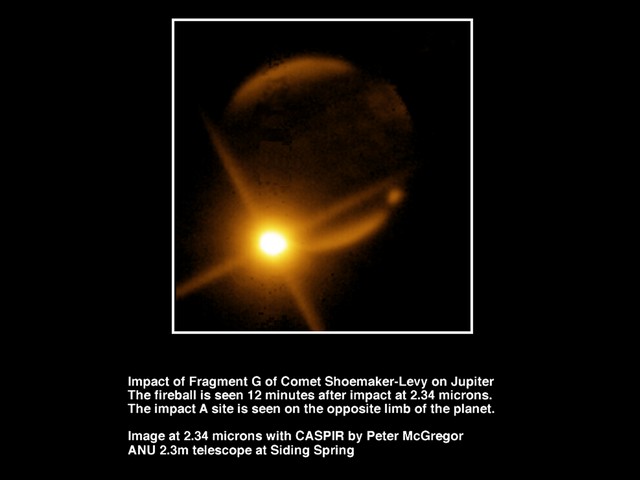 Impact of Fragment G of Comet Shoemaker-Levy on Jupiter
The fireball is seen 12 minutes after impact at 2.34 microns.
The impact A site is seen on the opposite limb of the planet.
Image at 2.34 microns with CASPIR by Peter McGregor
ANU 2.3m telescope at Siding Spring